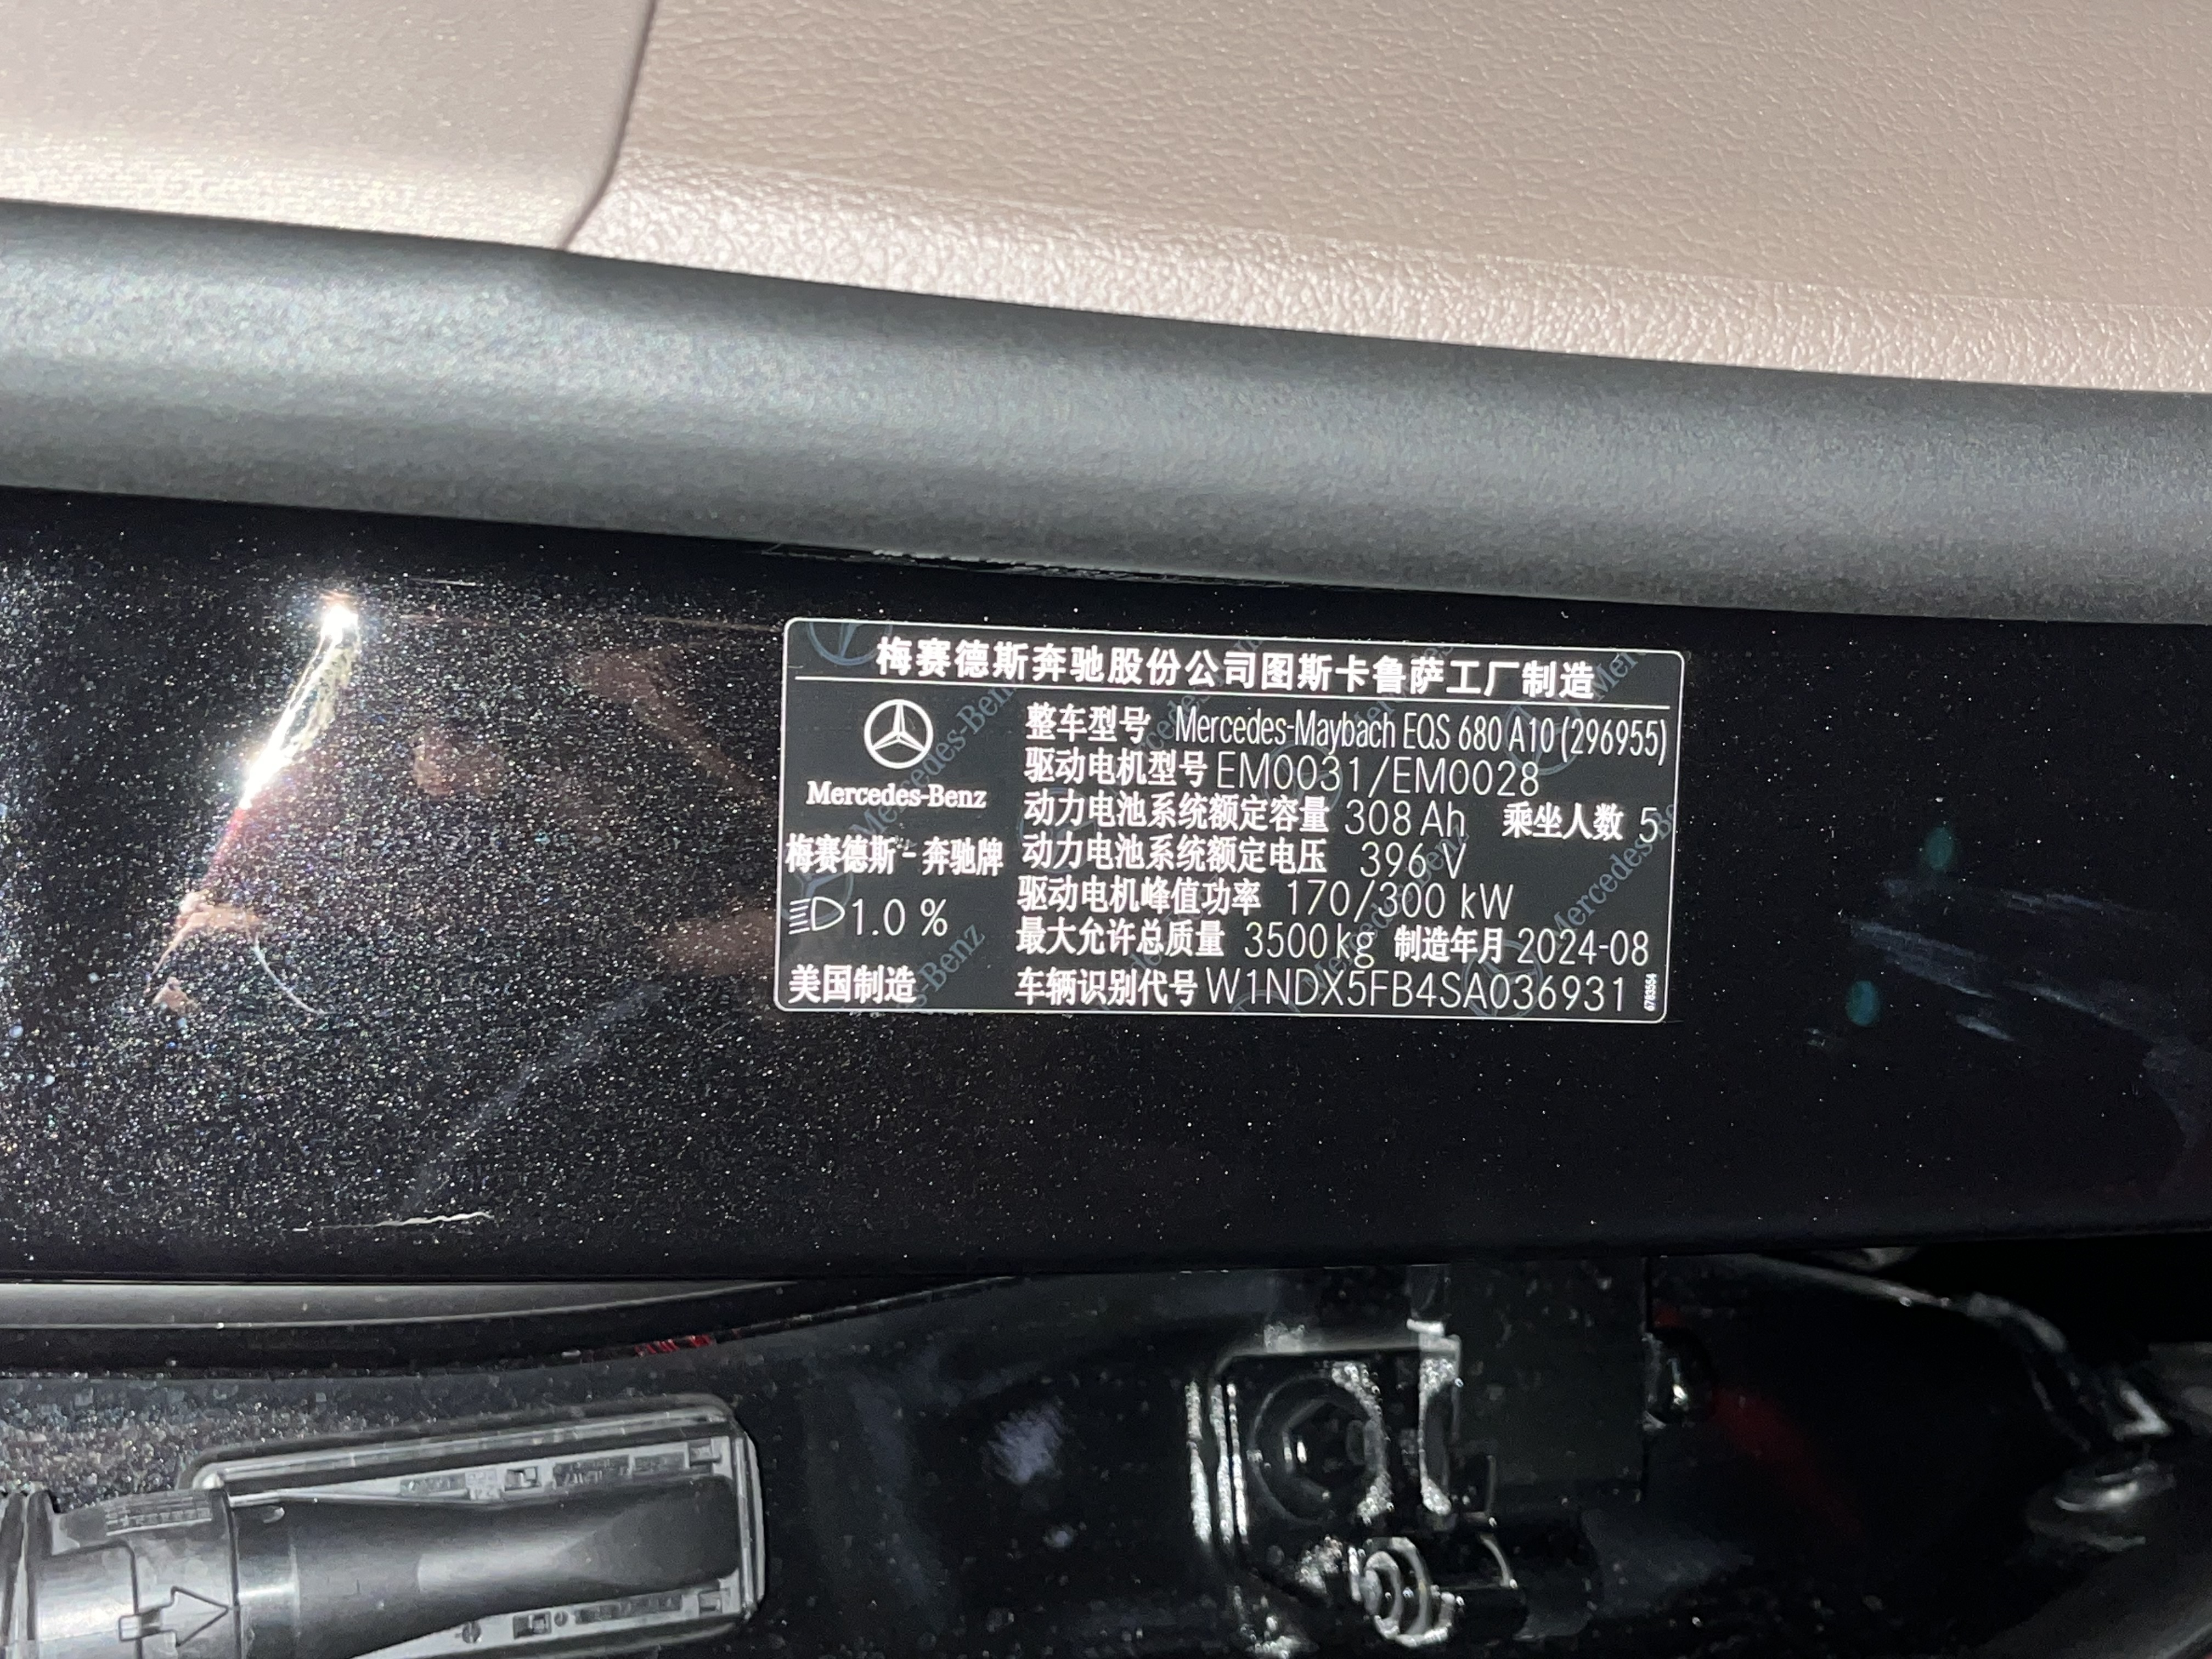 梅赛德斯奔驰股份公司图斯卡鲁萨工厂制造
Mercedes-Benz
梅赛德斯-奔驰牌
1.0 %
美国制造
整车型号 Mercedes-Maybach EQS 680 A10 (296955)
驱动电机型号 EM0031/EM0028
动力电池系统额定容量 308 Ah 乘坐人数 5
动力电池系统额定电压 396 V
驱动电机峰值功率 170/300 kW
最大允许总质量 3500 kg 制造年月 2024-08
车辆识别代号 W1NDX5FB4SA036931